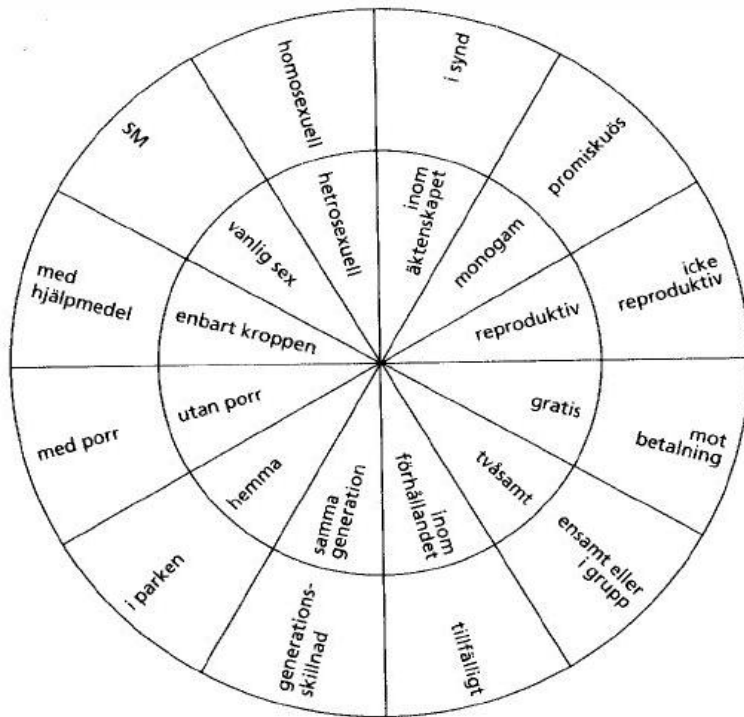 homosexuell
i synd
promiskuös
icke
reproduktiv
mot
betalning
ensamt eller
i grupp
tillfälligt
generations-
skillnad
i parken
med porr
med
hjälpmedel
SM
hetrosexuell
inom
äktenskapet
monogam
reproduktiv
gratis
tvåsamt
inom
förhållandet
samma
generation
hemma
utan porr
enbart kroppen
vanlig sex